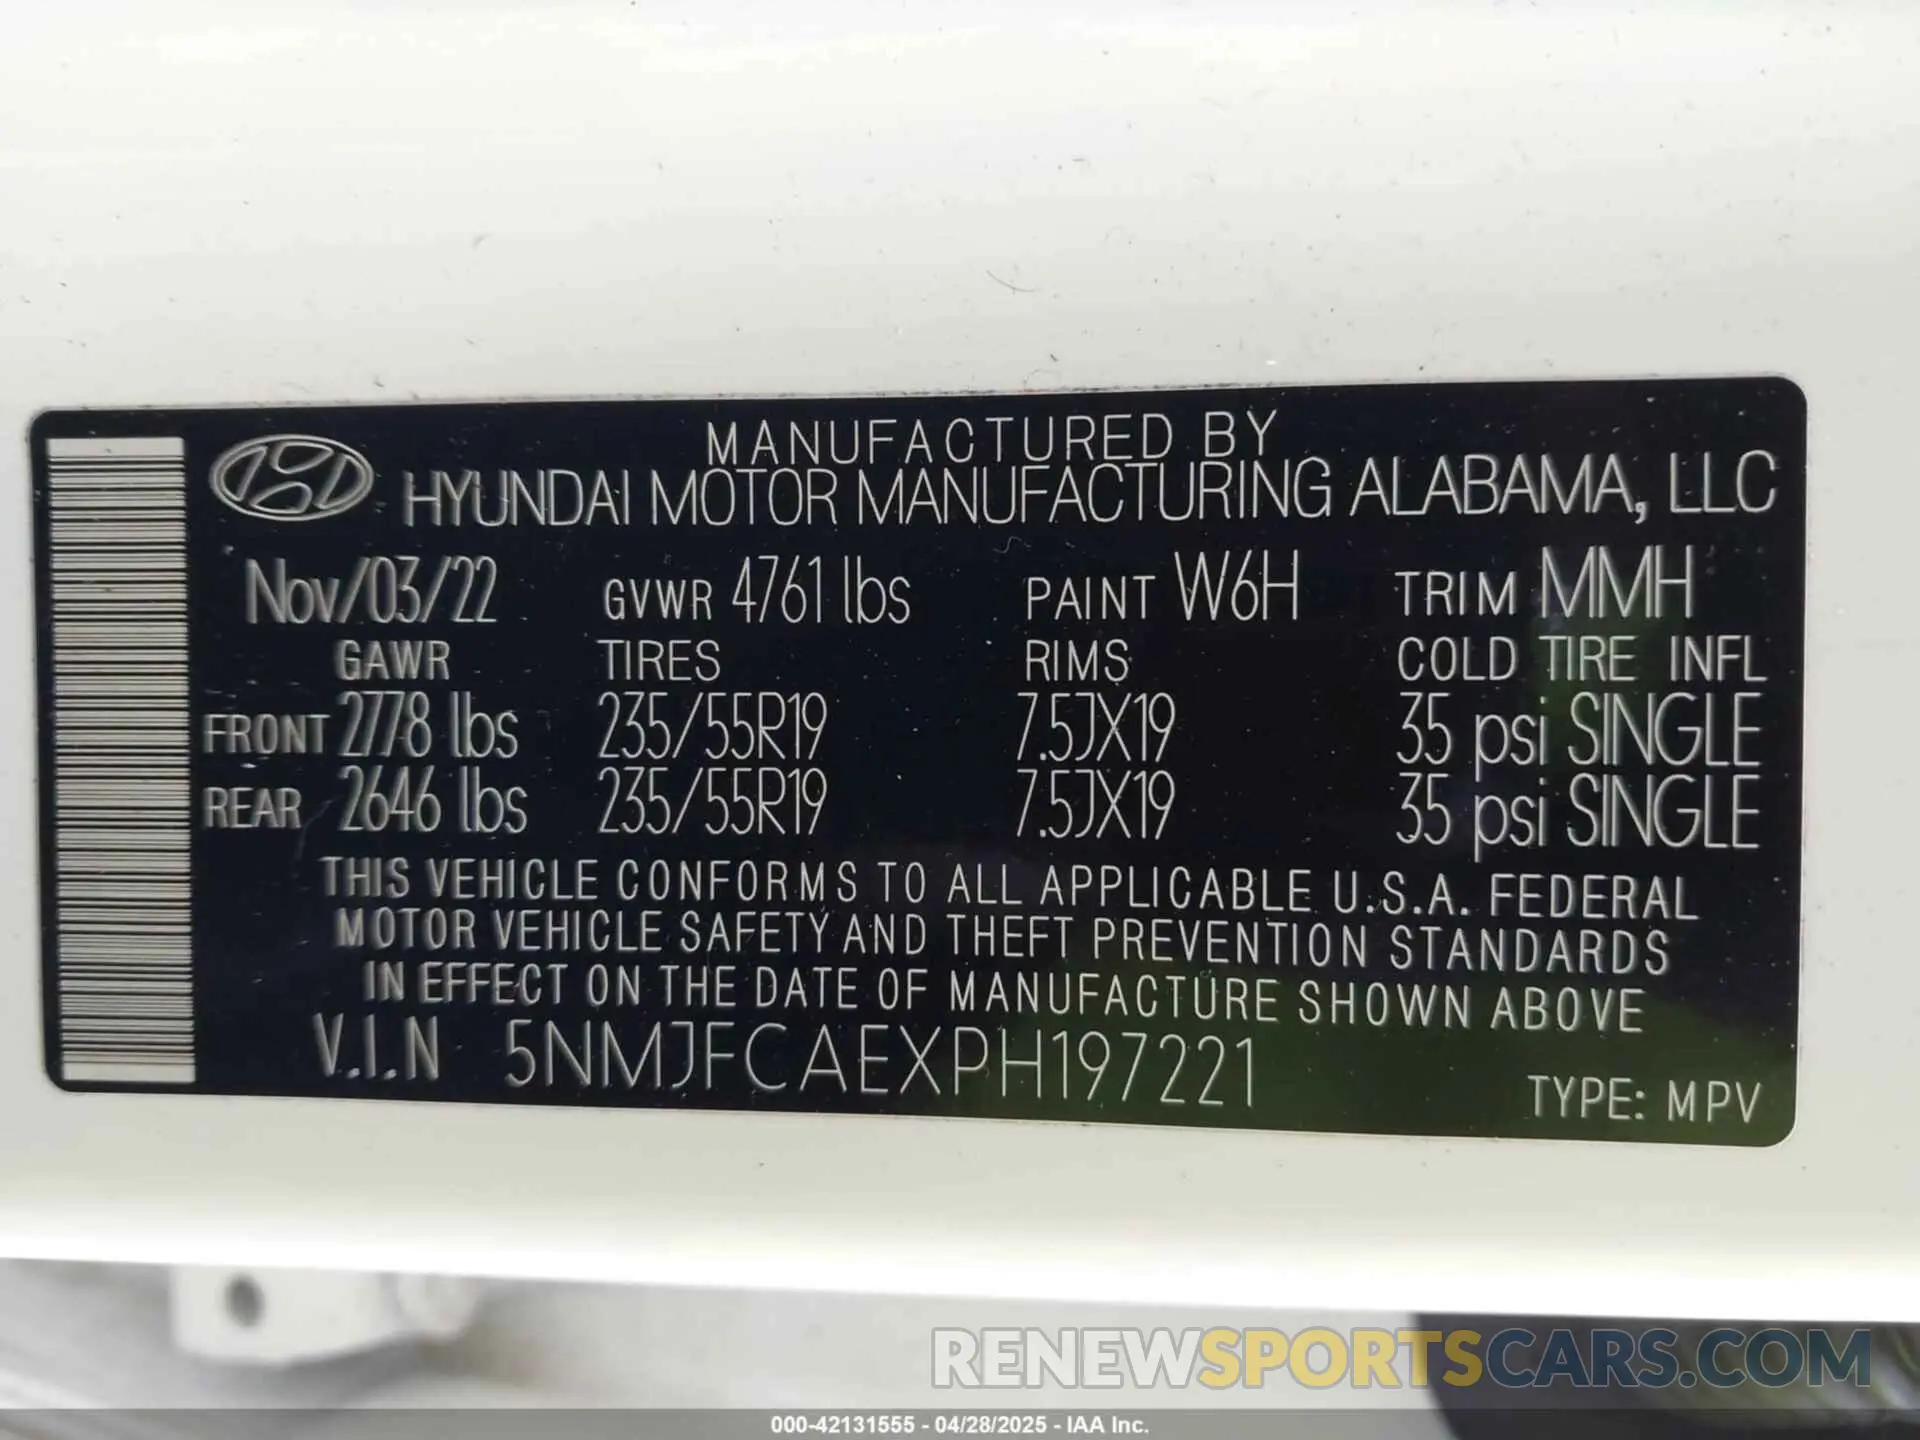 MANUFACTURED BY
HYUNDAI MOTOR MANUFACTURING ALABAMA, LLC
Nov/03/22 GVWR 4761 lbs PAINT W6H TRIM MMH
GAWR TIRES RIMS COLD TIRE INFL
FRONT 2778 lbs 235/55R19 7.5JX19 35 psi SINGLE
REAR 2646 lbs 235/55R19 7.5JX19 35 psi SINGLE
THIS VEHICLE CONFORMS TO ALL APPLICABLE U.S.A. FEDERAL
MOTOR VEHICLE SAFETY AND THEFT PREVENTION STANDARDS
IN EFFECT ON THE DATE OF MANUFACTURE SHOWN ABOVE
V.I.N 5NMJFCAEXPH197221
TYPE: MPV
RENEWSPORTSCARS.COM
000-42131555 - 04/28/2025 - IAA Inc.